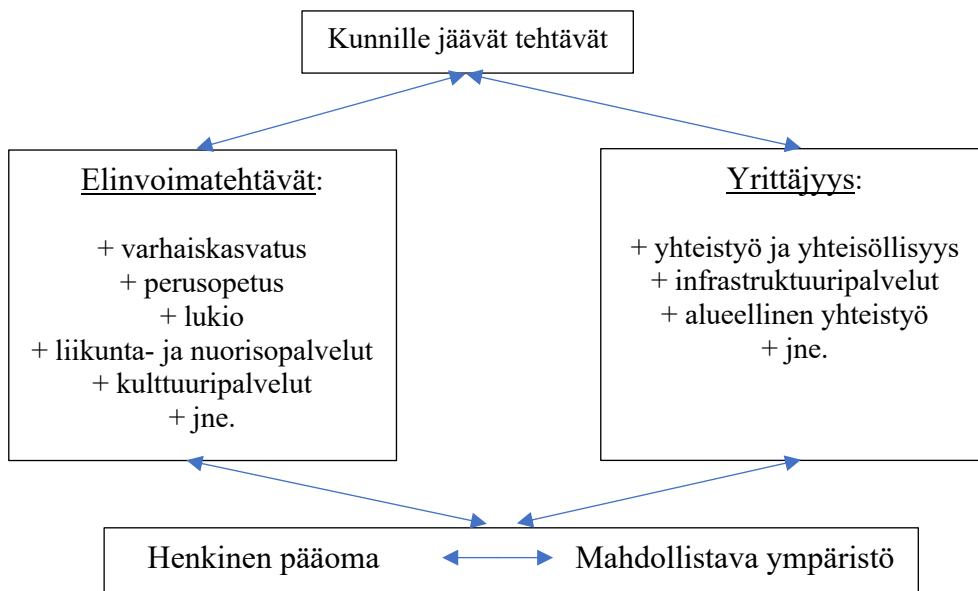 Kunnille jäävät tehtävät
Elinvoimatehtävät:
+ varhaiskasvatus
+ perusopetus
+ lukio
+ liikunta- ja nuorisopalvelut
+ kulttuuripalvelut
+ jne.
Yrittäjyys:
+ yhteistyö ja yhteisöllisyys
+ infrastruktuuripalvelut
+ alueellinen yhteistyö
+ jne.
Henkinen pääoma
Mahdollistava ympäristö